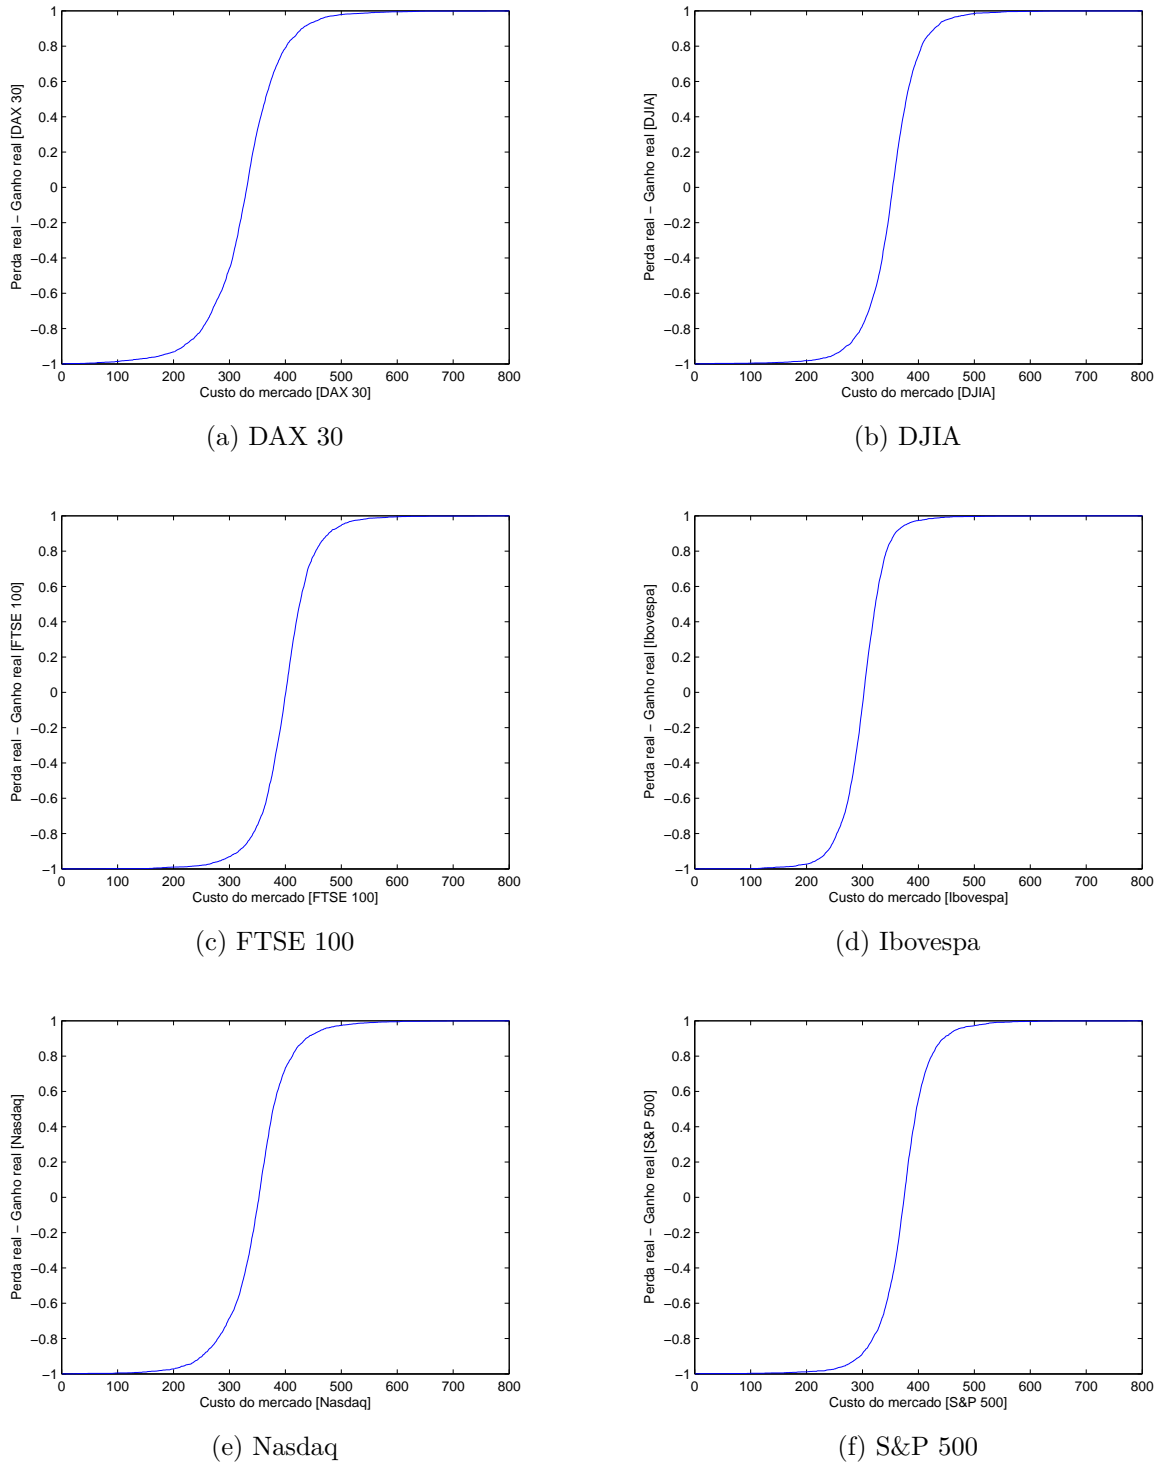 1
0.8
0.6
0.4
0.2
0
−0.2
−0.4
−0.6
−0.8
−1
Perda real − Ganho real [DAX 30]
0 100 200 300 400 500 600 700 800
Custo do mercado [DAX 30]
(a) DAX 30
1
0.8
0.6
0.4
0.2
0
−0.2
−0.4
−0.6
−0.8
−1
Perda real − Ganho real [DJIA]
0 100 200 300 400 500 600 700 800
Custo do mercado [DJIA]
(b) DJIA
1
0.8
0.6
0.4
0.2
0
−0.2
−0.4
−0.6
−0.8
−1
Perda real − Ganho real [FTSE 100]
0 100 200 300 400 500 600 700 800
Custo do mercado [FTSE 100]
(c) FTSE 100
1
0.8
0.6
0.4
0.2
0
−0.2
−0.4
−0.6
−0.8
−1
Perda real − Ganho real [Ibovespa]
0 100 200 300 400 500 600 700 800
Custo do mercado [Ibovespa]
(d) Ibovespa
1
0.8
0.6
0.4
0.2
0
−0.2
−0.4
−0.6
−0.8
−1
Perda real − Ganho real [Nasdaq]
0 100 200 300 400 500 600 700 800
Custo do mercado [Nasdaq]
(e) Nasdaq
1
0.8
0.6
0.4
0.2
0
−0.2
−0.4
−0.6
−0.8
−1
Perda real − Ganho real [S&P 500]
0 100 200 300 400 500 600 700 800
Custo do mercado [S&P 500]
(f) S&P 500